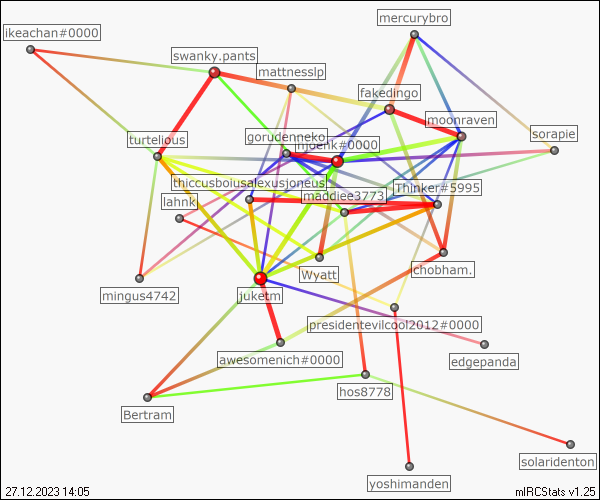 mercurybro
ikeachan#0000
swanky.pants
mattnesslp
fakedingo
moonraven
sorapie
gorudenneko
moenk#0000
turtelious
thiccusboiusalexusjoneus
Thinker#5995
maddiee3773
lahnk
Wyatt
chobham.
mingus4742
juketm
presidentevilcool2012#0000
awesomenich#0000
edgepanda
hos8778
Bertram
solaridenton
yoshimanden
27.12.2023 14:05
mIRCStats v1.25